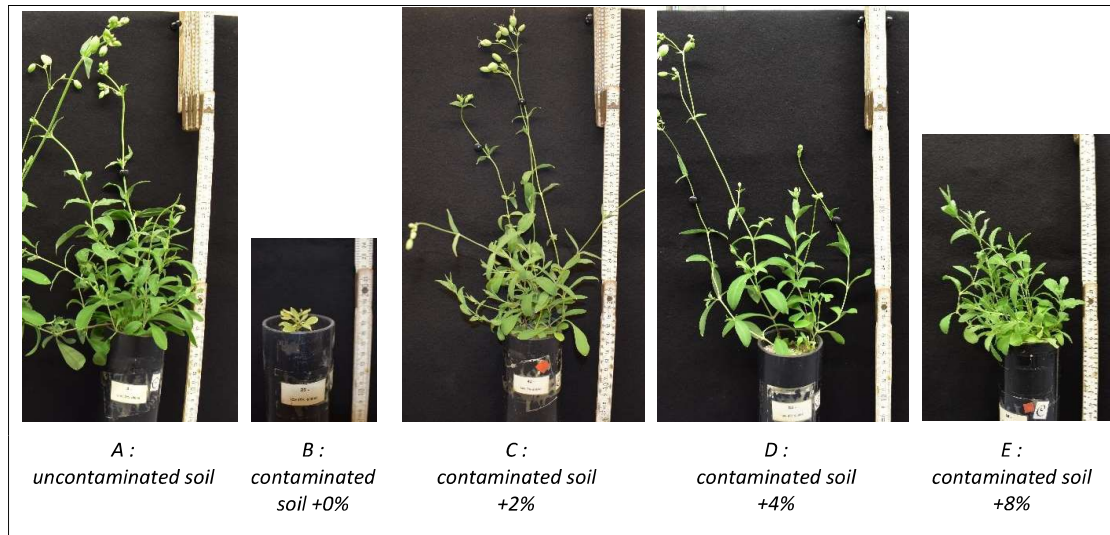 A :
uncontaminated soil
B :
contaminated
soil +0%
C :
contaminated soil
+2%
D :
contaminated soil
+4%
E :
contaminated soil
+8%